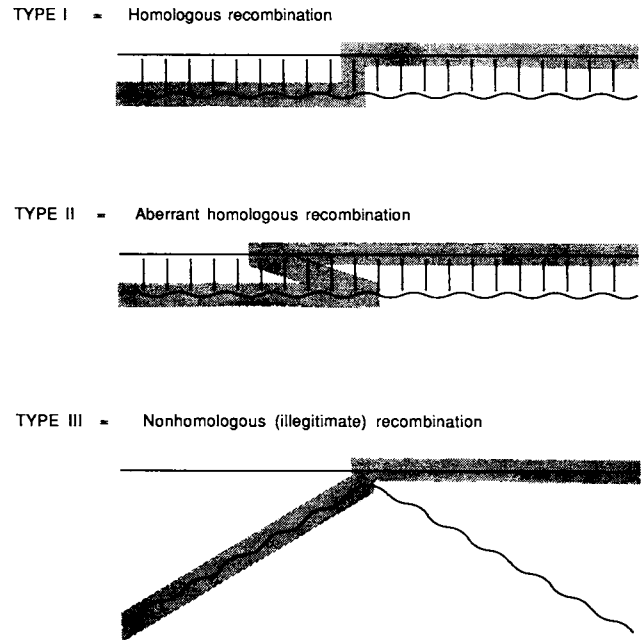 TYPE I = Homologous recombination
TYPE II = Aberrant homologous recombination
TYPE III = Nonhomologous (illegitimate) recombination